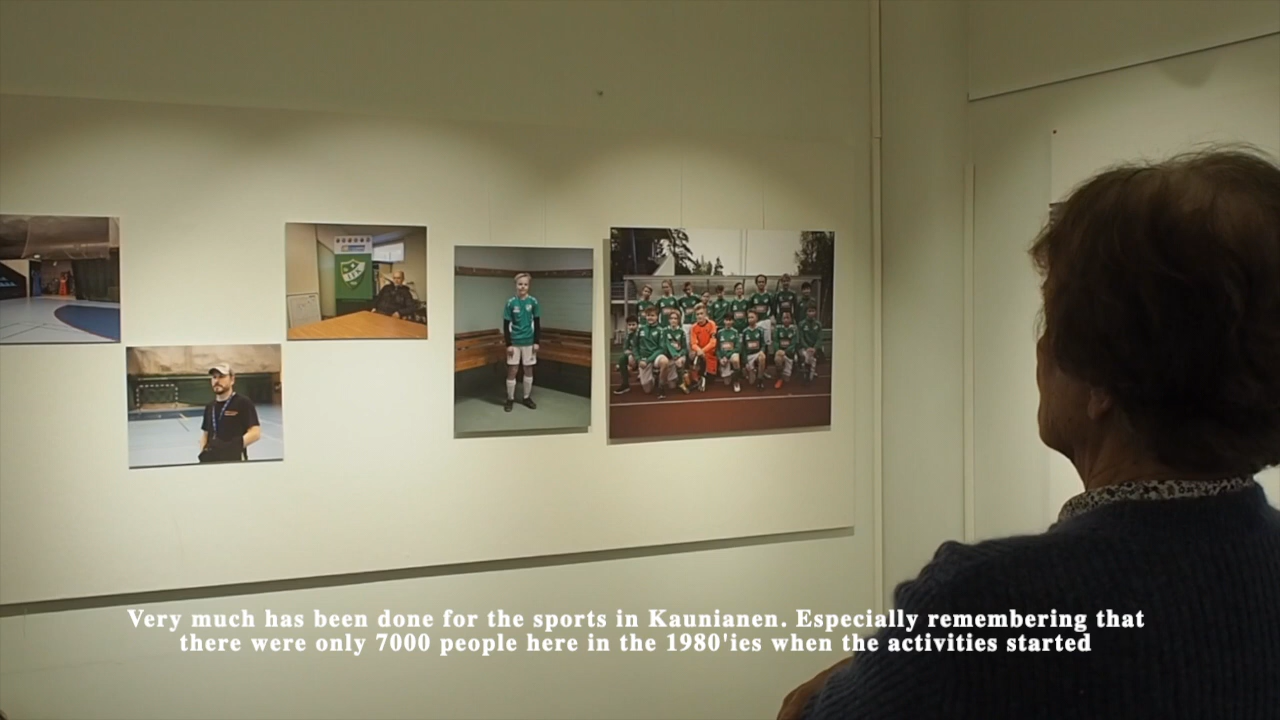 Very much has been done for the sports in Kaunianen. Especially remembering that
there were only 7000 people here in the 1980'ies when the activities started